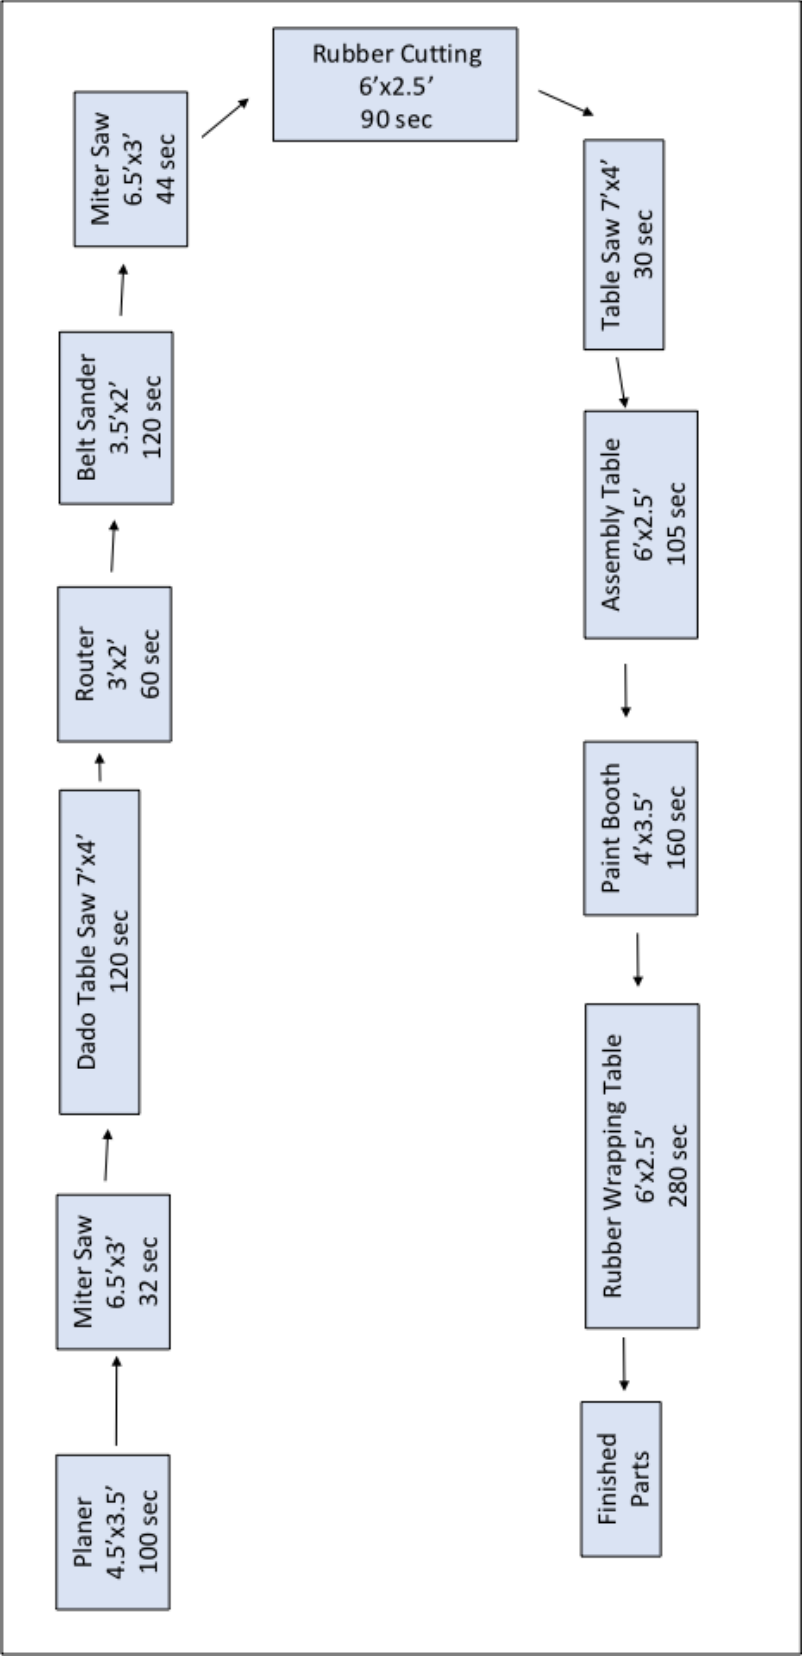 Planer
4.5’x3.5’
100 sec
Miter Saw
6.5’x3’
32 sec
Dado Table Saw 7’x4’
120 sec
Router
3’x2’
60 sec
Belt Sander
3.5’x2’
120 sec
Miter Saw
6.5’x3’
44 sec
Rubber Cutting
6’x2.5’
90 sec
Table Saw 7’x4’
30 sec
Assembly Table
6’x2.5’
105 sec
Paint Booth
4’x3.5’
160 sec
Rubber Wrapping Table
6’x2.5’
280 sec
Finished
Parts